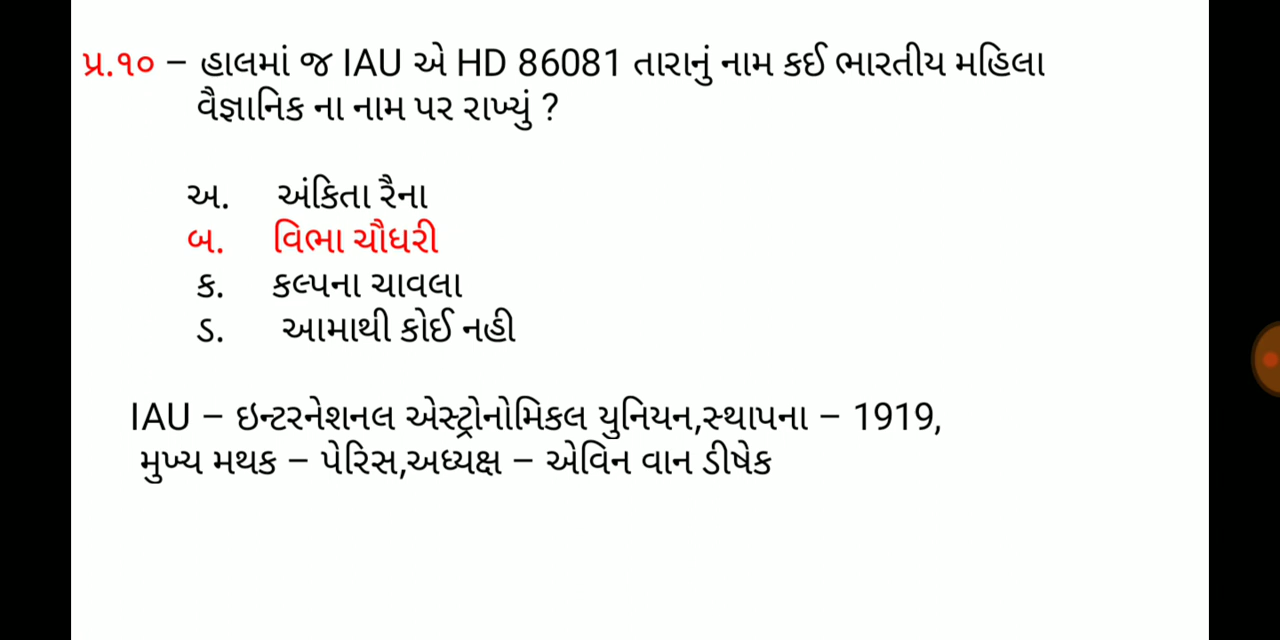 પ્ર.૧૦ – હાલમાં જ IAU એ HD 86081 તારાનું નામ કઈ ભારતીય મહિલા
વૈજ્ઞાનિક ના નામ પર રાખ્યું ?
અ. અંકિતા રૈના
બ. વિભા ચૌધરી
ક. કલ્પના ચાવલા
ડ. આમાથી કોઈ નહી
IAU – ઇન્ટરનેશનલ એસ્ટ્રોનોમિકલ યુનિયન,સ્થાપના – 1919,
મુખ્ય મથક – પેરિસ,અધ્યક્ષ – એવિન વાન ડીષેક